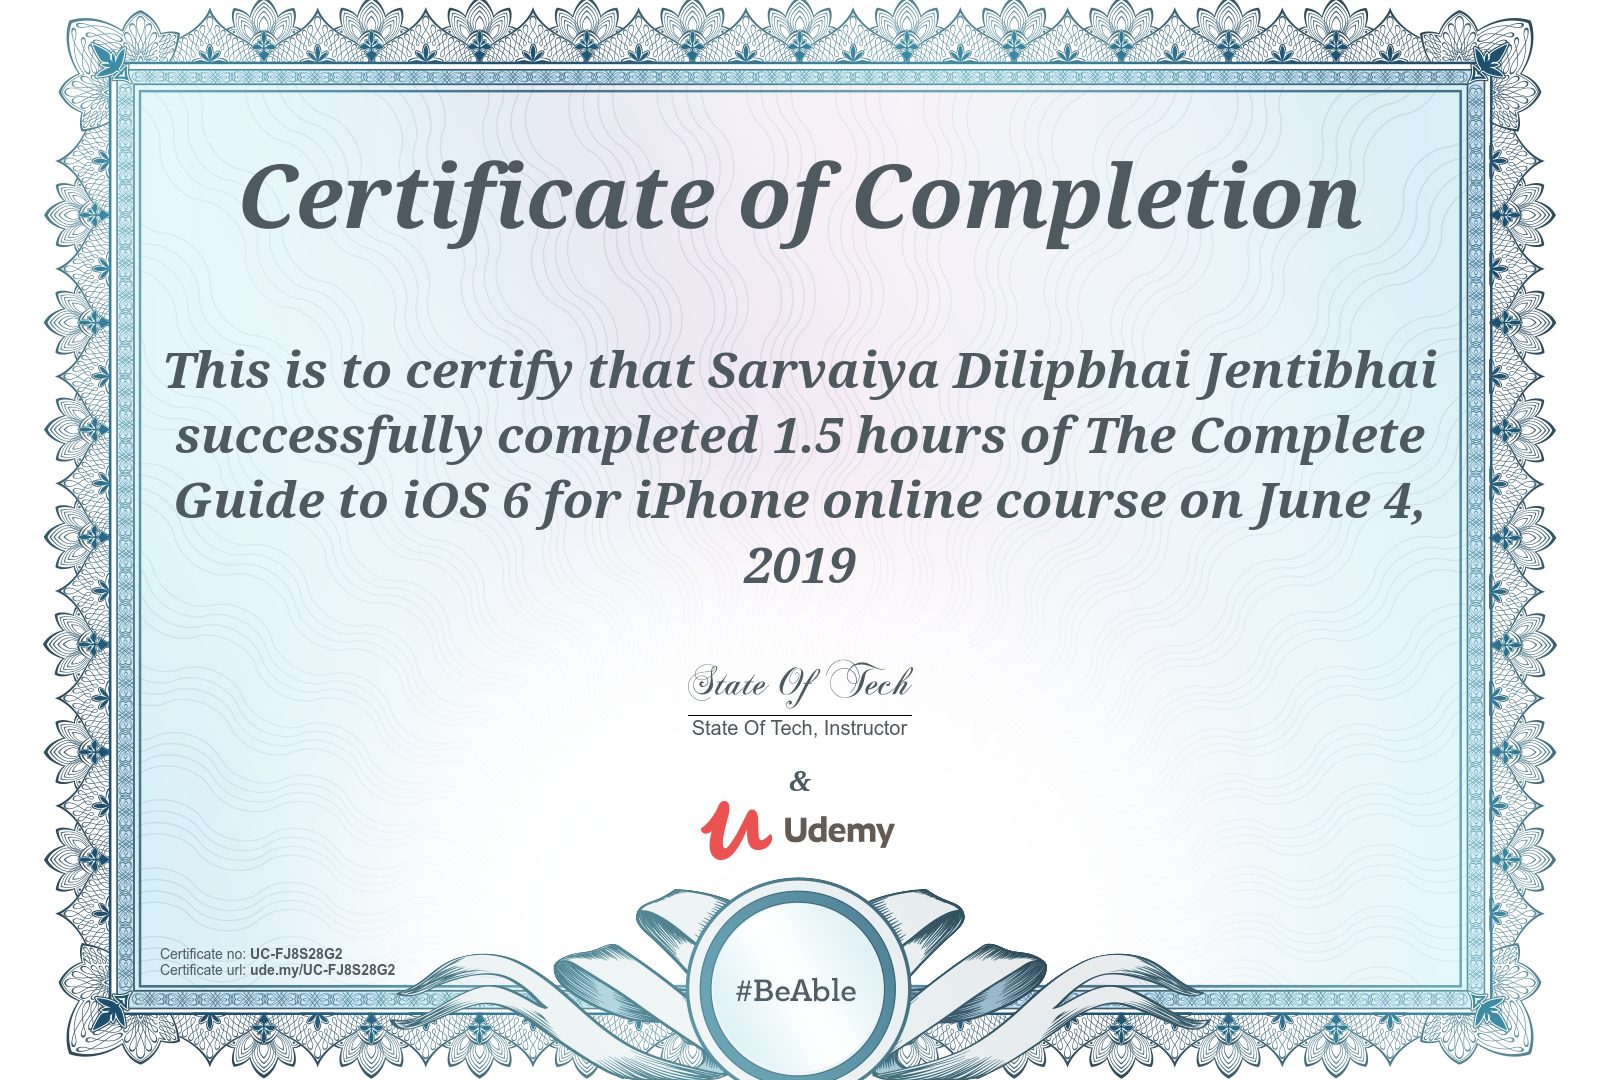 Certificate of Completion
This is to certify that Sarvaiya Dilipbhai Jentibhai
successfully completed 1.5 hours of The Complete
Guide to iOS 6 for iPhone online course on June 4,
2019
State Of Tech
State Of Tech, Instructor
&
Udemy
Certificate no: UC-FJ8S28G2
Certificate url: ude.my/UC-FJ8S28G2
#BeAble